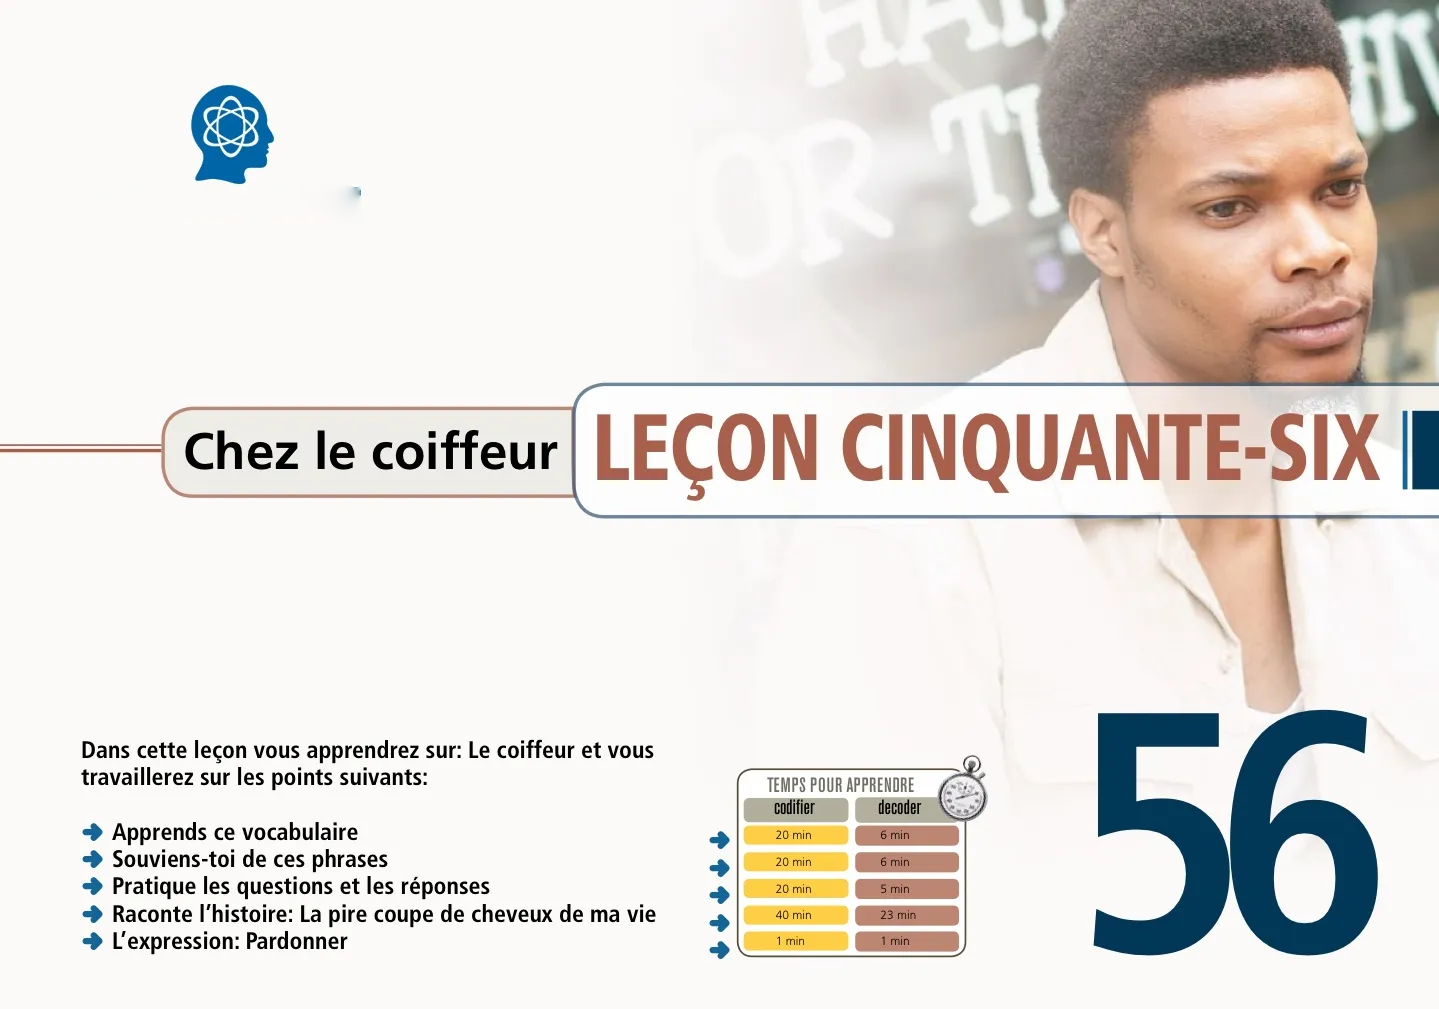 Chez le coiffeur
LEÇON CINQUANTE-SIX
Dans cette leçon vous apprendrez sur: Le coiffeur et vous
travaillerez sur les points suivants:
Apprends ce vocabulaire
Souviens-toi de ces phrases
Pratique les questions et les réponses
Raconte l'histoire: La pire coupe de cheveux de ma vie
L'expression: Pardonner
TEMPS POUR APPRENDRE
codifier decoder
20 min 6 min
20 min 6 min
20 min 5 min
40 min 23 min
1 min 1 min
56